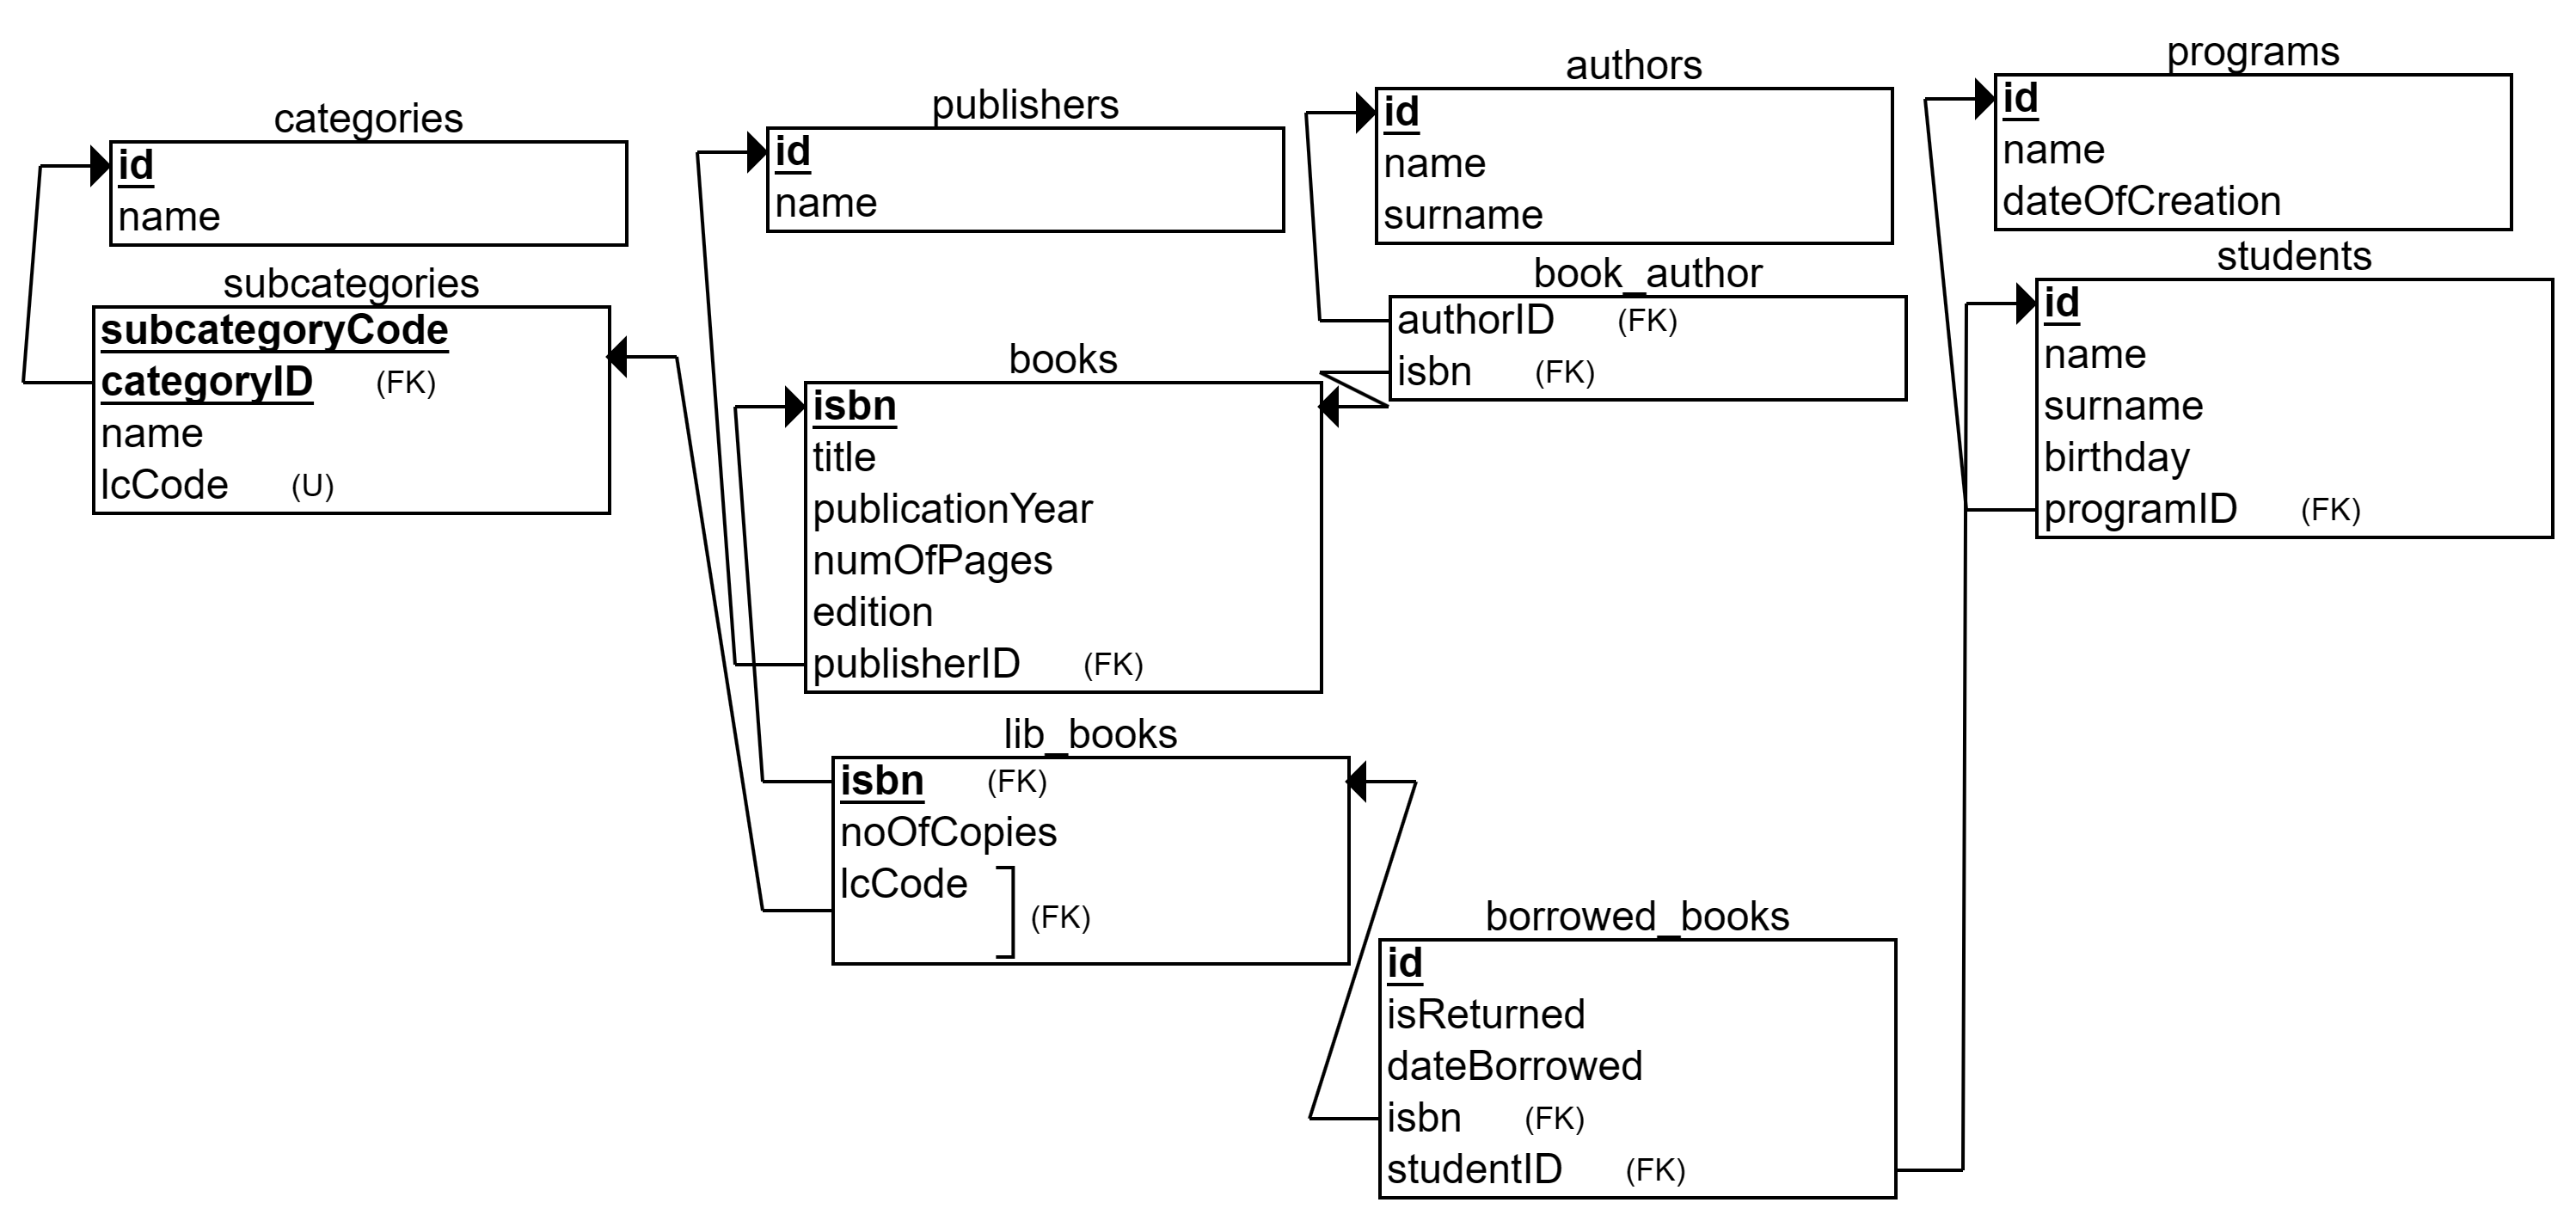 categories
id
name
subcategories
subcategoryCode
categoryID (FK)
name
lcCode (U)
publishers
id
name
books
isbn
title
publicationYear
numOfPages
edition
publisherID (FK)
lib_books
isbn (FK)
noOfCopies
lcCode
(FK)
authors
id
name
surname
book_author
authorID (FK)
isbn (FK)
borrowed_books
id
isReturned
dateBorrowed
isbn (FK)
studentID (FK)
programs
id
name
dateOfCreation
students
id
name
surname
birthday
programID (FK)